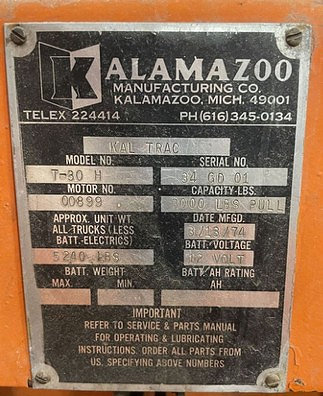 KALAMAZOO
MANUFACTURING CO.
KALAMAZOO, MICH. 49001
TELEX 224414 PH(616)345-0134
KAL TRAC
MODEL NO. SERIAL NO.
T-30 H 34 GD 01
MOTOR NO. CAPACITY-LBS.
00899 000 LBS PULL
APPROX. UNIT WT. DATE MFGD.
ALL-TRUCKS (LESS 3/13/74
BATT.-ELECTRICS) BATT. VOLTAGE
5240 LBS 12 VOLT
BATT. WEIGHT BATT/AH RATING
MAX. MIN. AH
IMPORTANT
REFER TO SERVICE & PARTS MANUAL
FOR OPERATING & LUBRICATING
INSTRUCTIONS. ORDER ALL PARTS FROM
US, SPECIFYING ABOVE NUMBERS